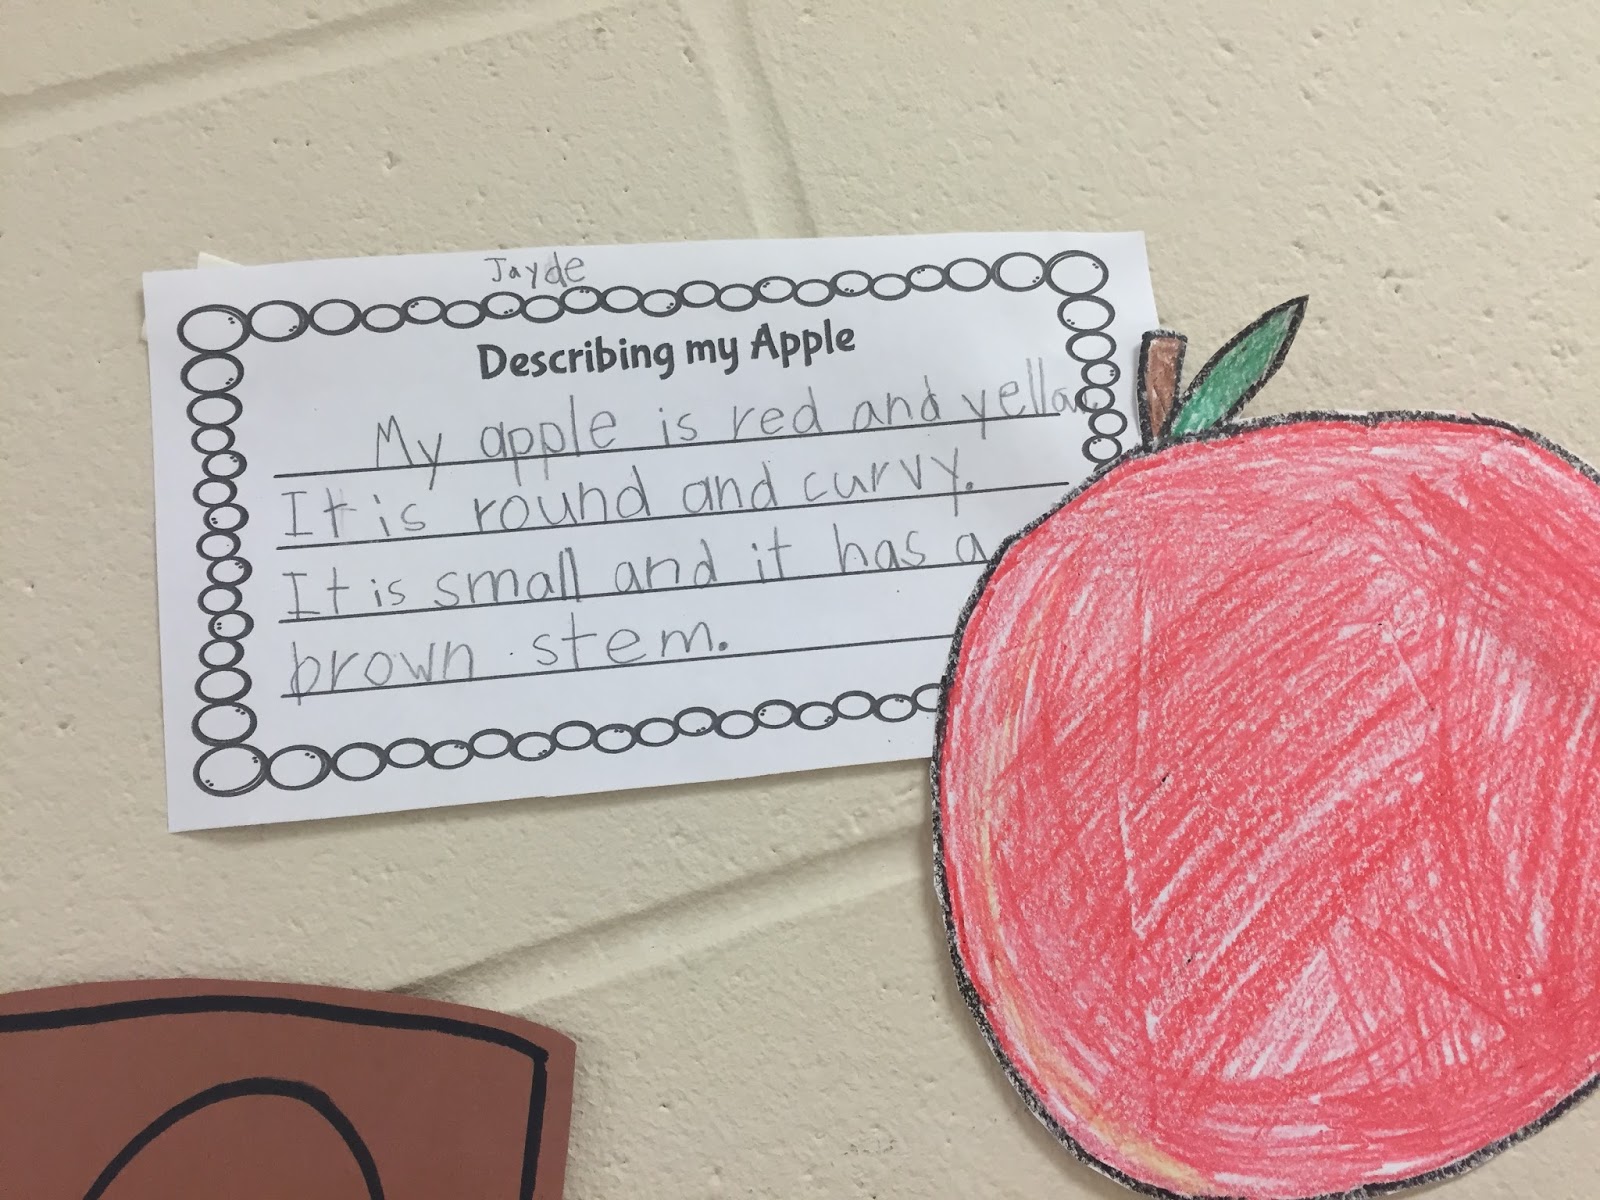 Jayde
Describing my Apple
My apple is red and yellow
It is round and curvy.
It is small and it has a
brown stem.